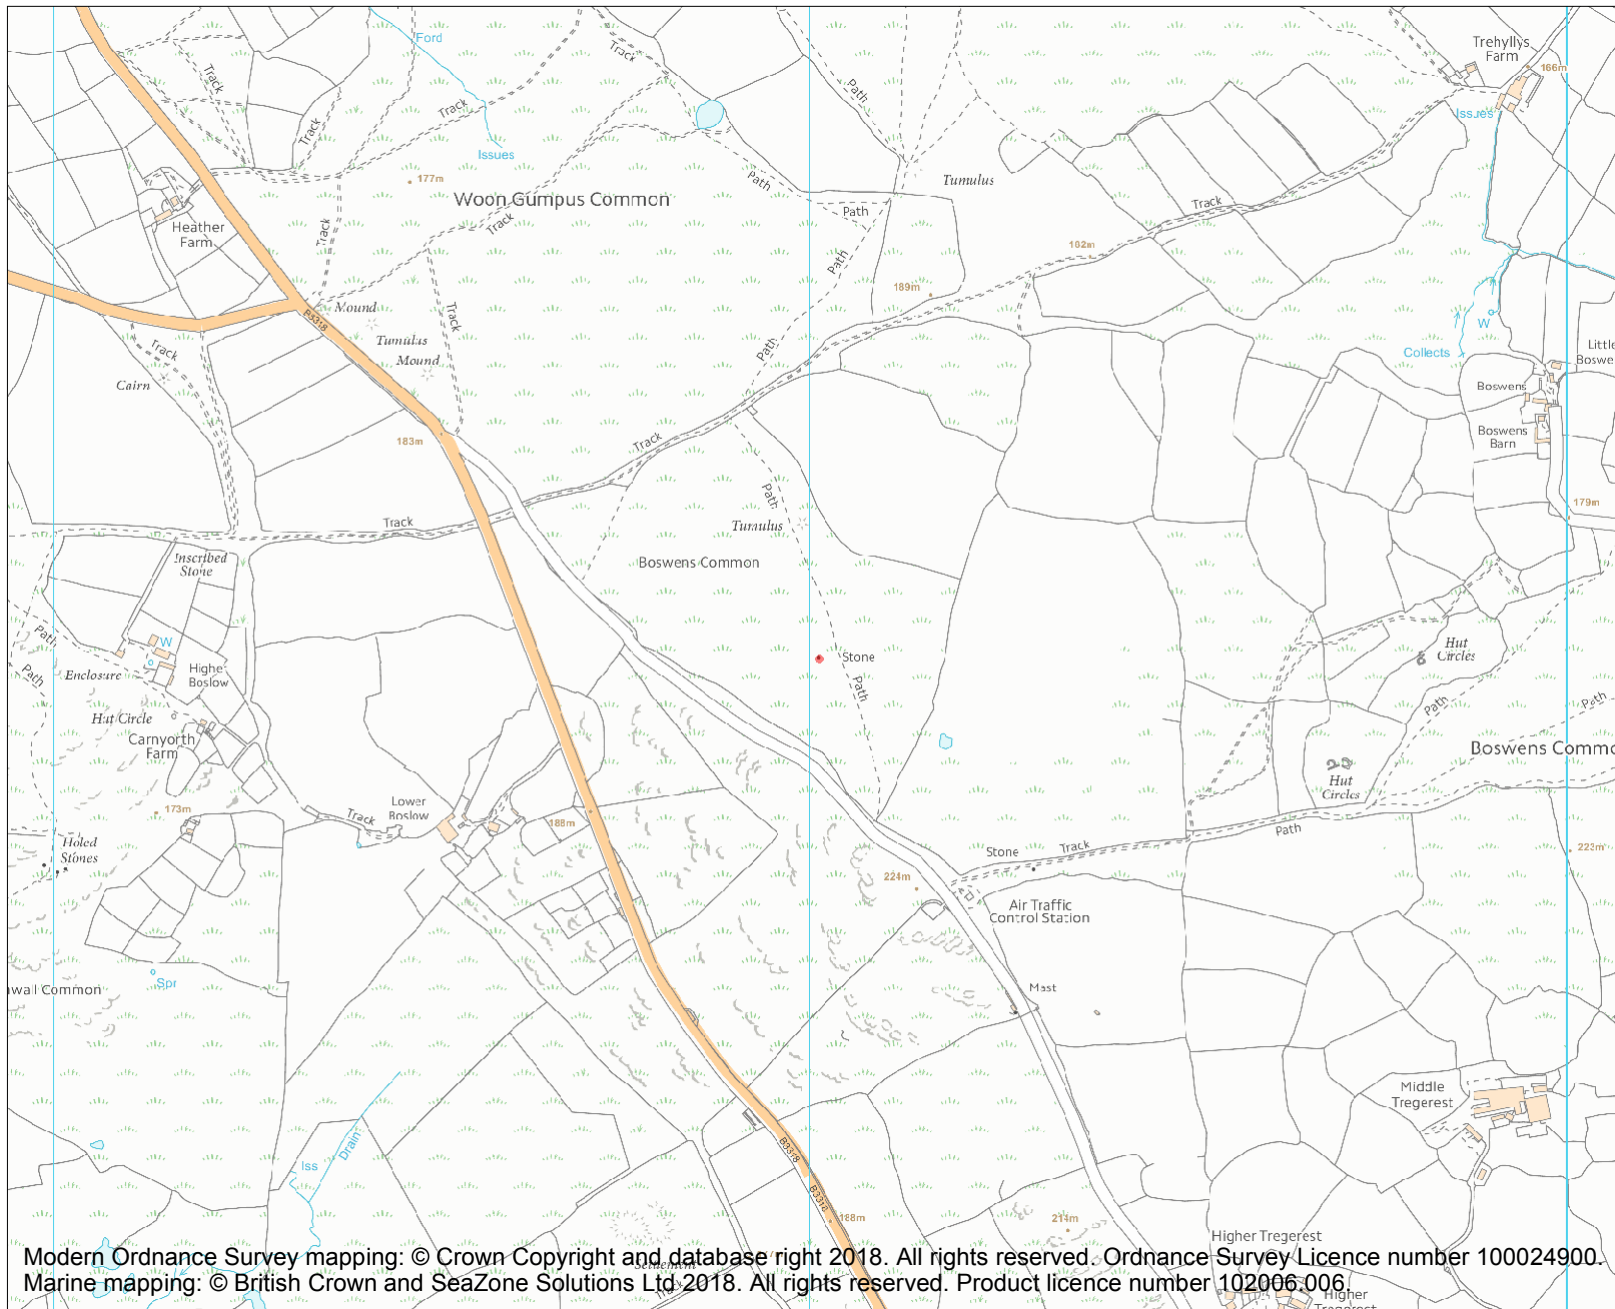 Ford
Track
Track
Track
Track
Issues
Path
Trehyllys
Farm
166m
Issues
177m
Woon Gumpus Common
Track
Track
Path
Path
Path
Tumulus
Track
Heather
Farm
Mound
B3318
Tumulus
Mound
Track
189m
Path
W
Collects
Track
Cairn
Boswens
Boswens
Barn
183m
Track
Path
179m
Track
Tumulus
Inscribed
Stone
Boswens Common
Path
Path
W
Enclosure
Boslow
Stone
Path
Hut
Circles
Path
Path
Hut Circle
Carnyorth
Farm
Hut
Circles
173m
Track
Lower
Boslow
188m
Holed
Stones
Stone
Track
Path
223m
224m
Air Traffic
Control Station
Spr
Common
Mast
Middle
Tregerest
Iss
Drain
B3318
B3318
188m
214m
Higher Tregerest
Modern Ordnance Survey mapping: © Crown Copyright and database right 2018. All rights reserved. Ordnance Survey Licence number 100024900.
Settlement
Marine mapping: © British Crown and SeaZone Solutions Ltd 2018. All rights reserved. Product licence number 102006.006.
Track
Higher
Tregerest